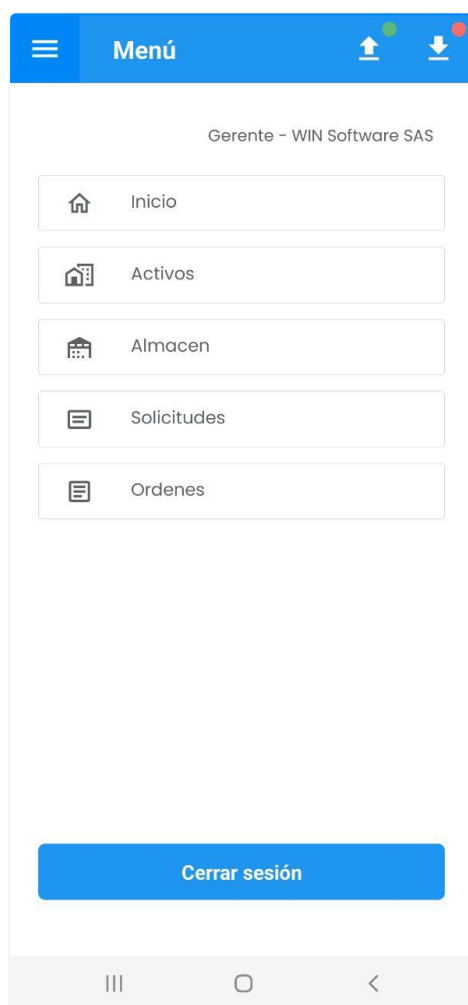 Menú
Gerente - WIN Software SAS
Inicio
Activos
Almacen
Solicitudes
Ordenes
Cerrar sesión